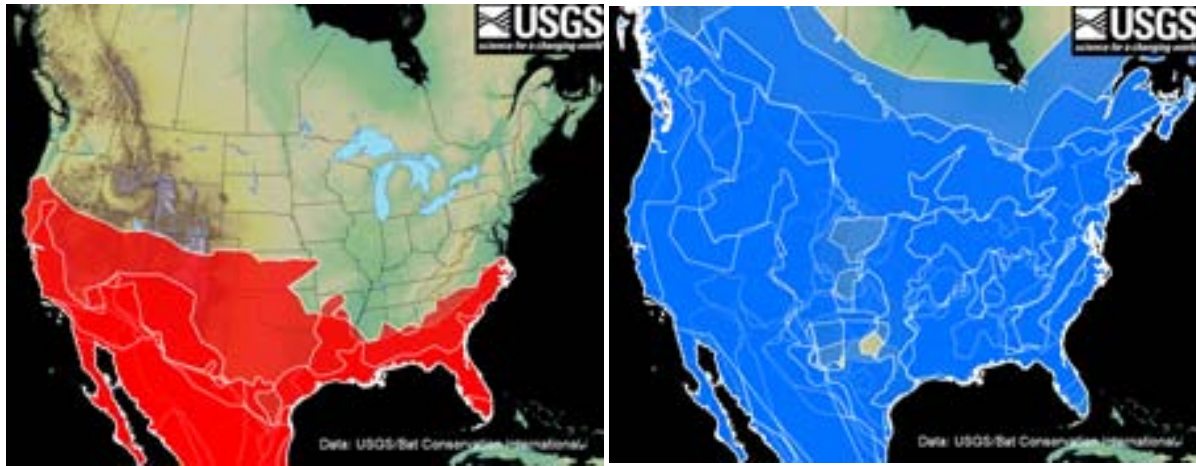 USGS
science for a changing world
Data: USGS/Bat Conservation International
USGS
science for a changing world
Data: USGS/Bat Conservation International